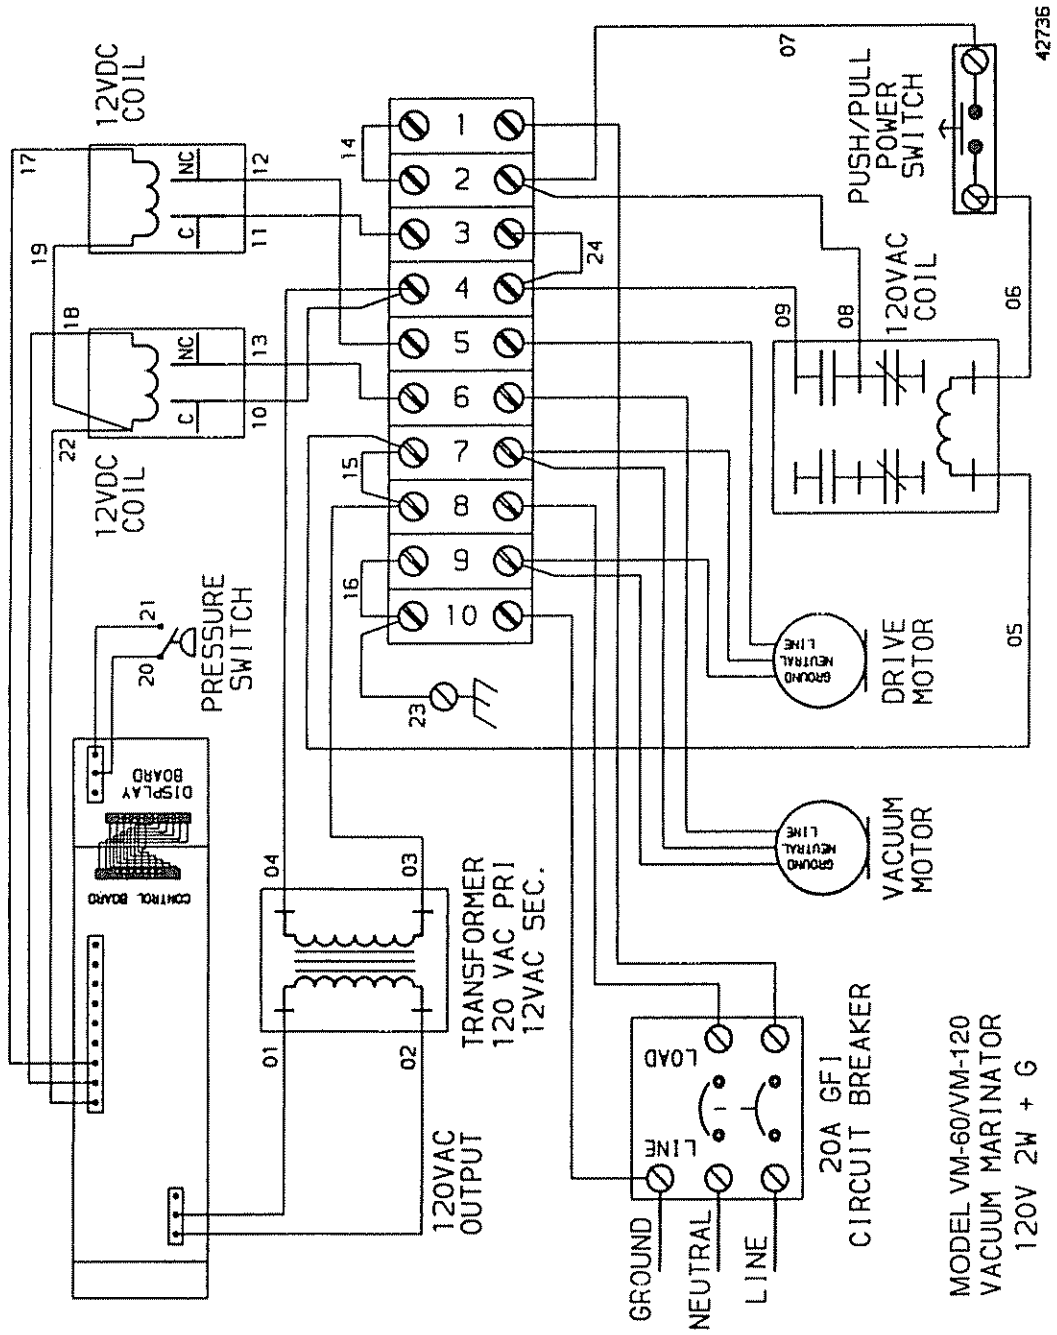 42736
07
PUSH/PULL
POWER
SWITCH
06
120VAC
COIL
09
08
05
12VDC
COIL
17
NC
C
12
11
19
18
12VDC
COIL
NC
C
13
10
22
14
1
2
3
4
5
6
7
8
9
10
24
15
16
23
21
20
PRESSURE
SWITCH
DISPLAY
BOARD
CONTROL BOARD
04
03
TRANSFORMER
120 VAC PRI
12VAC SEC.
01
02
120VAC
OUTPUT
LINE
NEUTRAL
GROUND
DRIVE
MOTOR
LINE
NEUTRAL
GROUND
VACUUM
MOTOR
LOAD
LINE
20A GFI
CIRCUIT BREAKER
GROUND
NEUTRAL
LINE
MODEL VM-60/VM-120
VACUUM MARINATOR
120V 2W + G